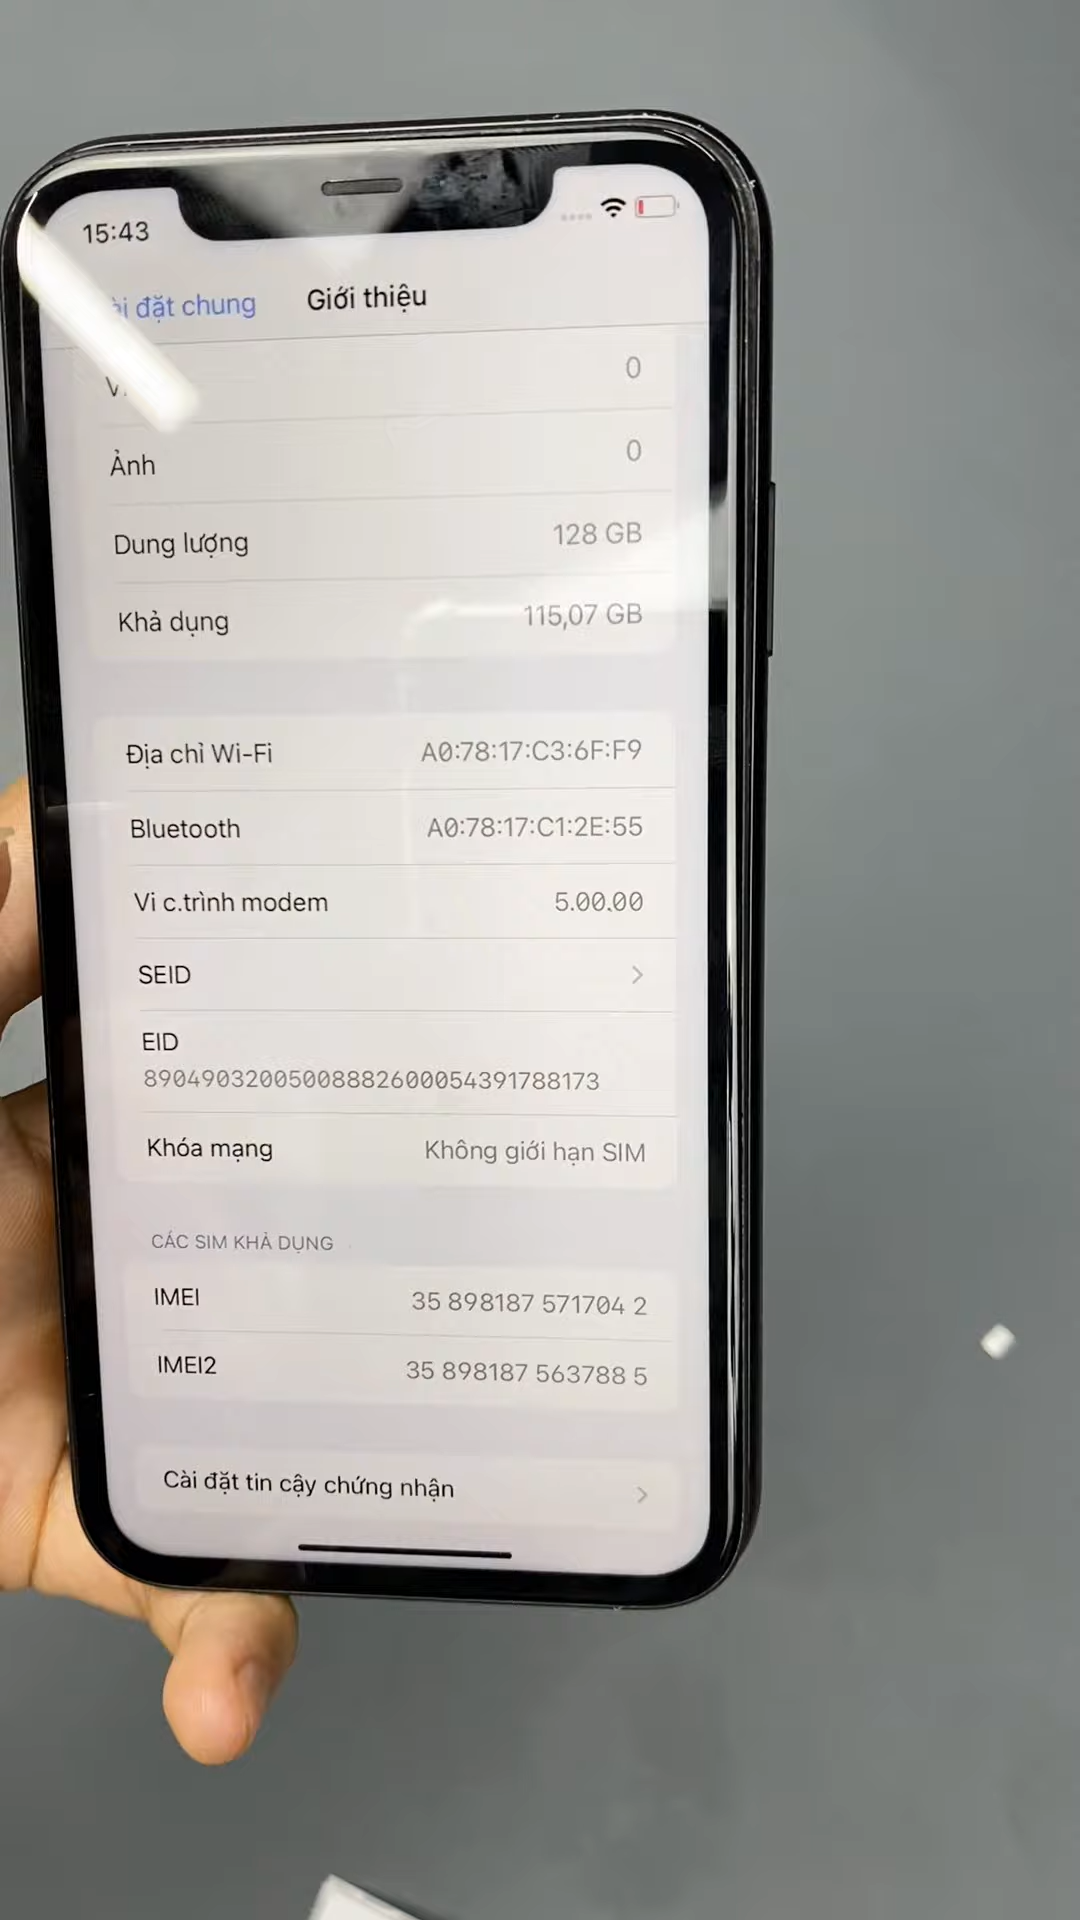 15:43
đặt chung
Giới thiệu
0
Ảnh 0
Dung lượng 128 GB
Khả dụng 115,07 GB
Địa chỉ Wi-Fi A0:78:17:C3:6F:F9
Bluetooth A0:78:17:C1:2E:55
Vi c.trình modem 5.00.00
SEID
EID
89049032005008882600054391788173
Khóa mạng Không giới hạn SIM
CÁC SIM KHẢ DỤNG
IMEI 35 898187 571704 2
IMEI2 35 898187 563788 5
Cài đặt tin cậy chứng nhận